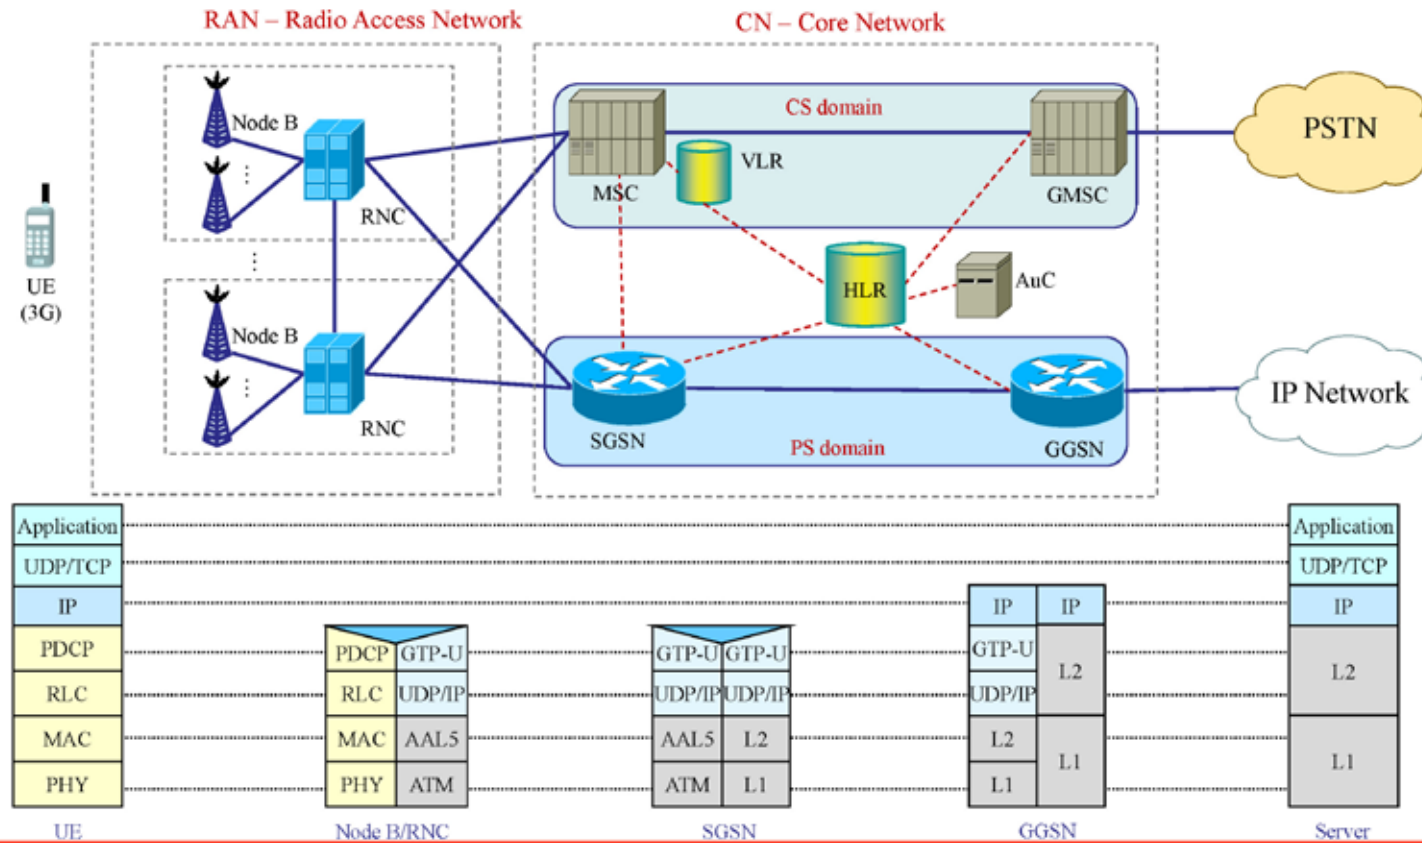 RAN – Radio Access Network
CN – Core Network
Node B
RNC
UE
(3G)
Node B
RNC
CS domain
MSC
VLR
GMSC
PSTN
HLR
AuC
SGSN
PS domain
GGSN
IP Network
Application
UDP/TCP
IP
PDCP
RLC
MAC
PHY
UE
PDCP GTP-U
RLC UDP/IP
MAC AAL5
PHY ATM
Node B/RNC
GTP-U GTP-U
UDP/IP UDP/IP
AAL5 L2
ATM L1
SGSN
IP IP
GTP-U
UDP/IP
L2
L2
L1
L1
GGSN
Application
UDP/TCP
IP
L2
L1
Server